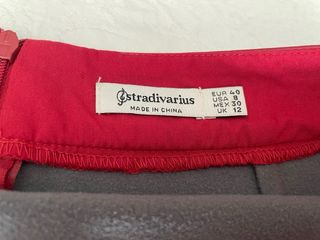 stradivarius
MADE IN CHINA
EUR 40
USA 8
MEX 30
UK 12